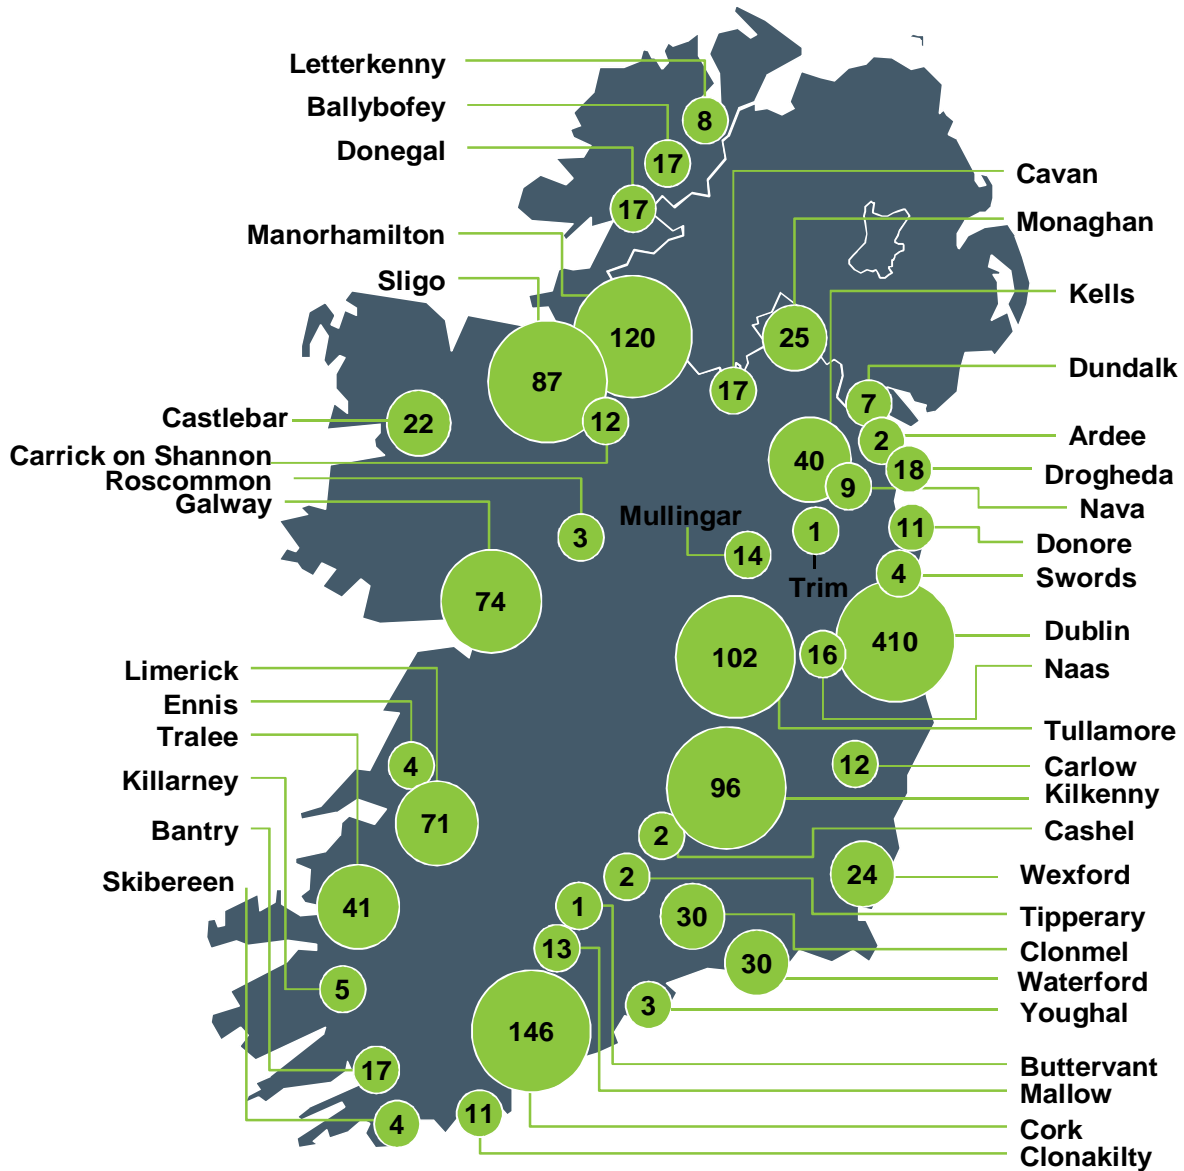 Letterkenny
Ballybofey
8
Donegal
17
Cavan
17
Monaghan
Manorhamilton
Sligo
Kells
120
25
Dundalk
87
17
7
Castlebar
22
12
2
Ardee
Carrick on Shannon
40
18
Drogheda
Roscommon
9
Galway
Nava
Mullingar
3
1
11
Donore
14
4
Swords
Trim
74
Dublin
410
102
16
Limerick
Naas
Ennis
Tullamore
Tralee
4
12
Carlow
Killarney
96
Kilkenny
71
Bantry
2
Cashel
Skibereen
2
24
Wexford
41
1
30
Tipperary
13
Clonmel
30
5
Waterford
3
Youghal
146
17
Buttervant
Mallow
4
11
Cork
Clonakilty